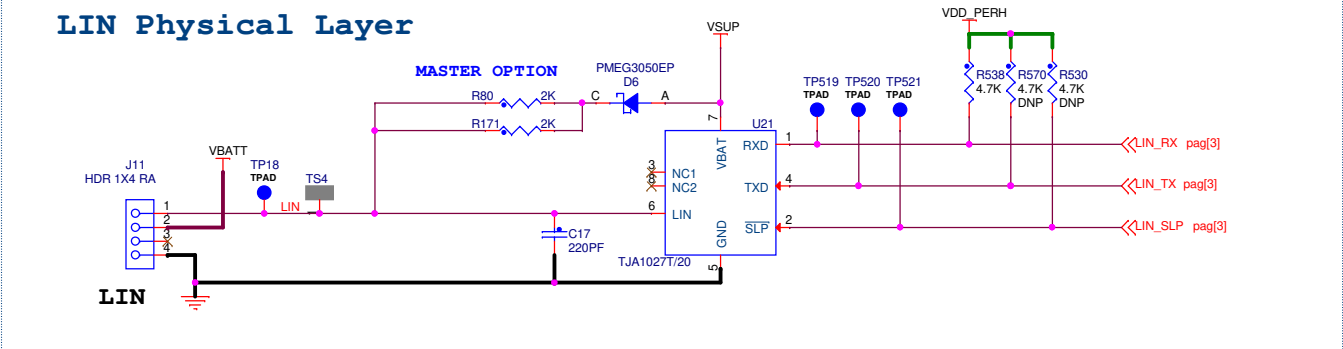 LIN Physical Layer
VDD_PERH
VSUP
MASTER OPTION
PMEG3050EP
D6
R80
2K
C
A
R171
2K
TP519
TPAD
TP520
TPAD
TP521
TPAD
R538
4.7K
R570
4.7K
DNP
R530
4.7K
DNP
7
U21
VBAT
RXD
1
LIN_RX pag[3]
VBATT
J11
HDR 1X4 RA
TP18
TPAD
TS4
3
NC1
8
NC2
TXD
4
LIN_TX pag[3]
1
LIN
6
LIN
2
3
4
C17
220PF
GND
SLP
2
LIN_SLP pag[3]
TJA1027T/20
5
LIN